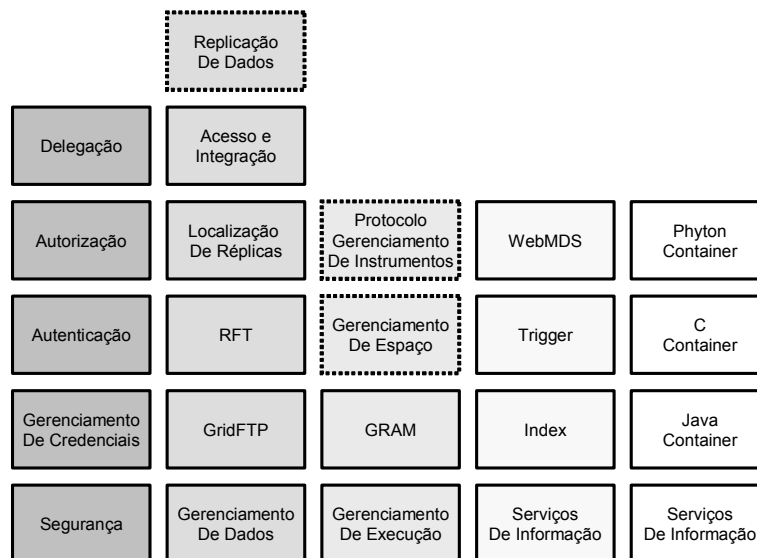 Replicação
De Dados
Delegação
Acesso e
Integração
Autorização
Localização
De Réplicas
Protocolo
Gerenciamento
De Instrumentos
WebMDS
Phyton
Container
Autenticação
RFT
Gerenciamento
De Espaço
Trigger
C
Container
Gerenciamento
De Credenciais
GridFTP
GRAM
Index
Java
Container
Segurança
Gerenciamento
De Dados
Gerenciamento
De Execução
Serviços
De Informação
Serviços
De Informação